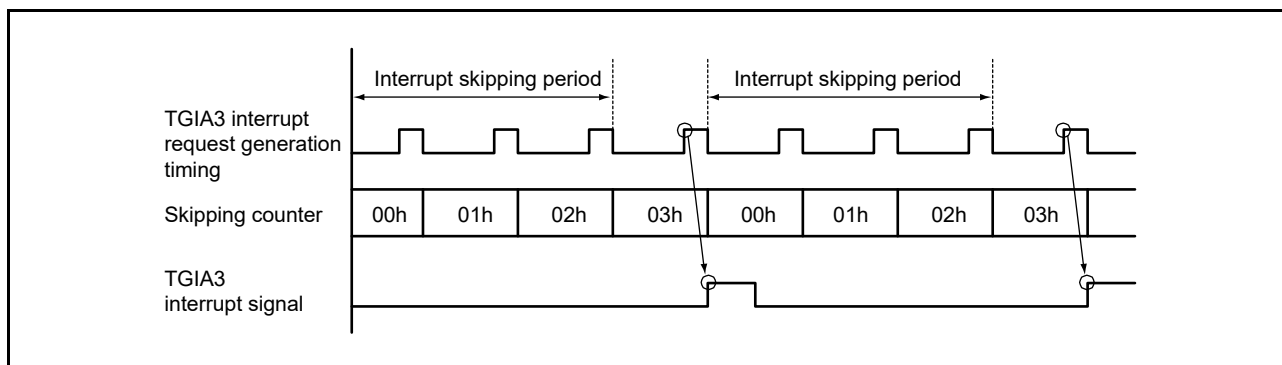 Interrupt skipping period Interrupt skipping period
TGIA3 interrupt
request generation
timing
Skipping counter 00h 01h 02h 03h 00h 01h 02h 03h
TGIA3
interrupt signal